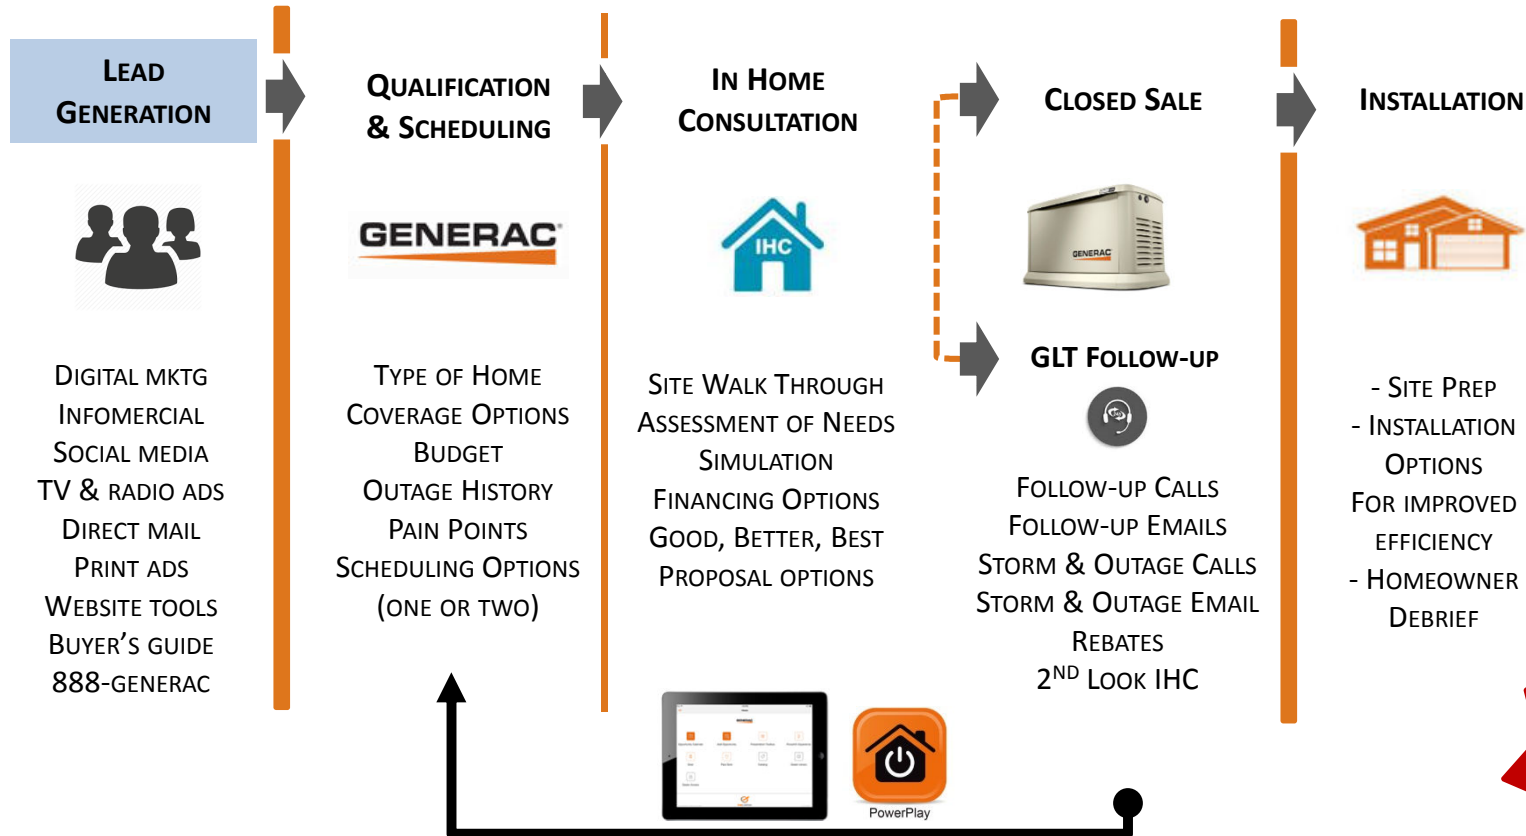 LEAD
GENERATION
QUALIFICATION
& SCHEDULING
IN HOME
CONSULTATION
CLOSED SALE
INSTALLATION
GENERAC
IHC
GENERAC
DIGITAL MKTG
INFOMERCIAL
SOCIAL MEDIA
TV & RADIO ADS
DIRECT MAIL
PRINT ADS
WEBSITE TOOLS
BUYER’S GUIDE
888-GENERAC
TYPE OF HOME
COVERAGE OPTIONS
BUDGET
OUTAGE HISTORY
PAIN POINTS
SCHEDULING OPTIONS
(ONE OR TWO)
SITE WALK THROUGH
ASSESSMENT OF NEEDS
SIMULATION
FINANCING OPTIONS
GOOD, BETTER, BEST
PROPOSAL OPTIONS
GLT FOLLOW-UP
FOLLOW-UP CALLS
FOLLOW-UP EMAILS
STORM & OUTAGE CALLS
STORM & OUTAGE EMAIL
REBATES
2ND LOOK IHC
- SITE PREP
- INSTALLATION
OPTIONS
FOR IMPROVED
EFFICIENCY
- HOMEOWNER
DEBRIEF
GENERAC
PowerPlay